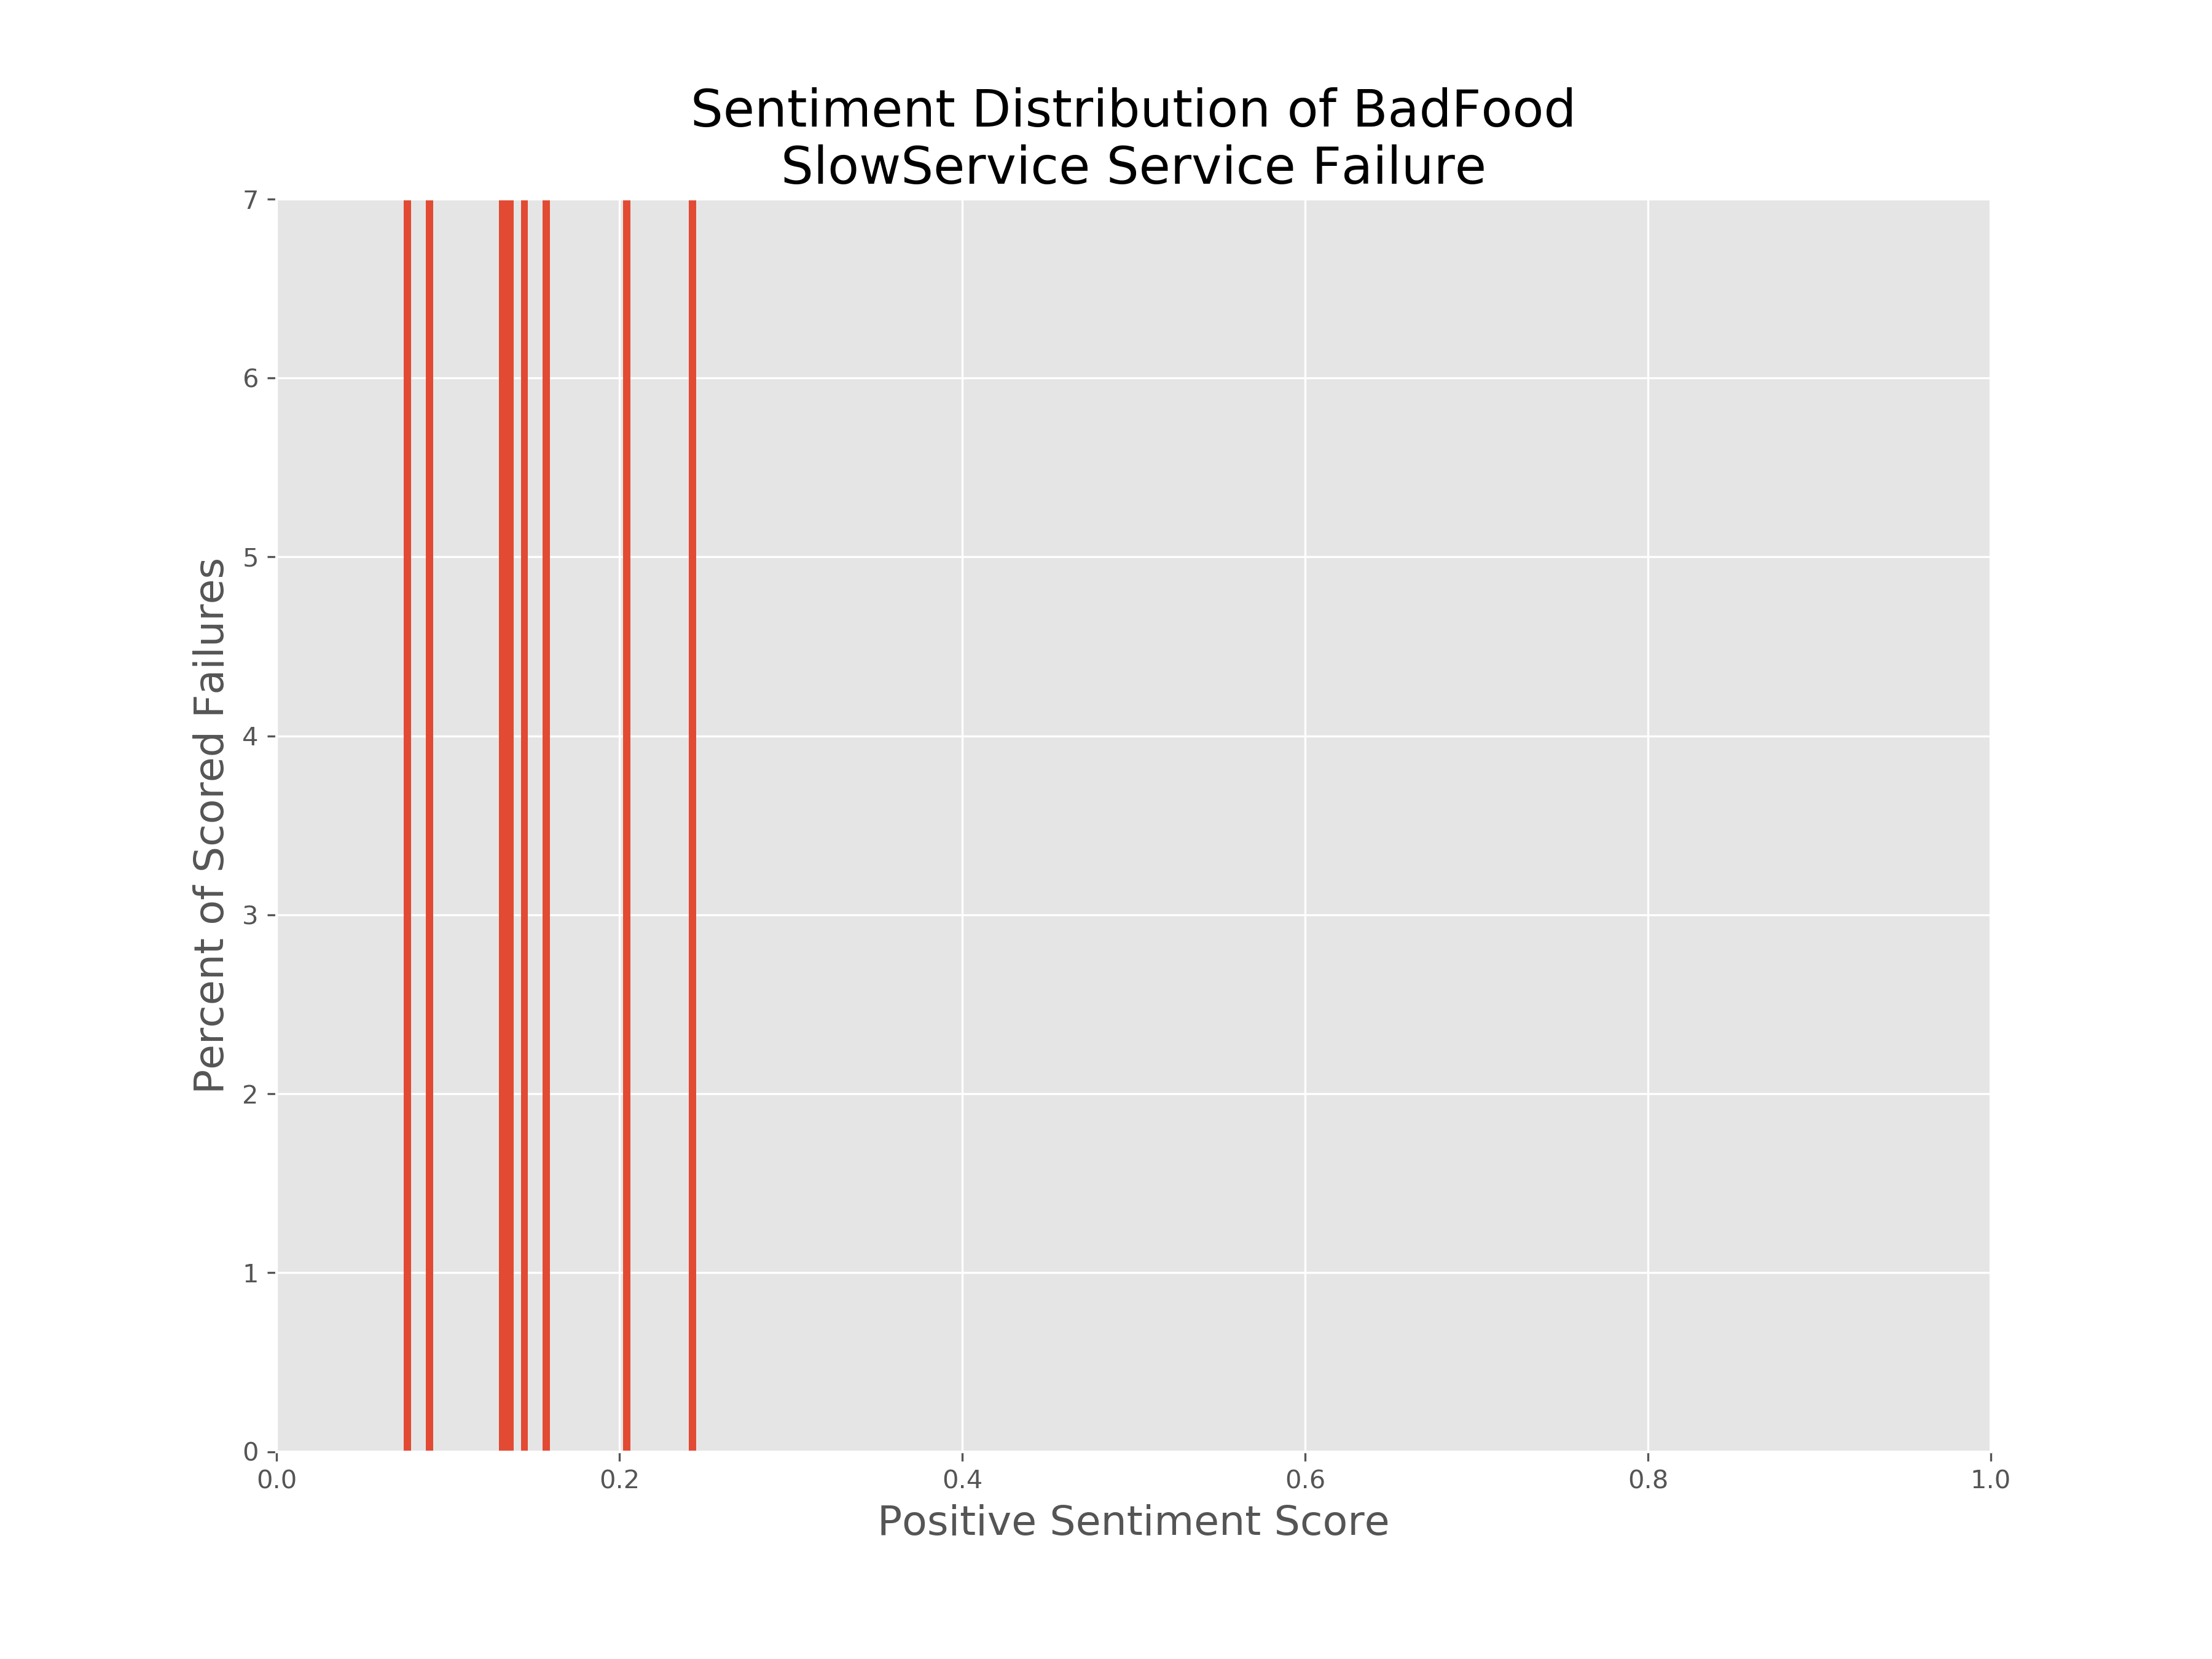 Sentiment Distribution of BadFood
SlowService Service Failure
Percent of Scored Failures
7
6
5
4
3
2
1
0
0.0 0.2 0.4 0.6 0.8 1.0
Positive Sentiment Score